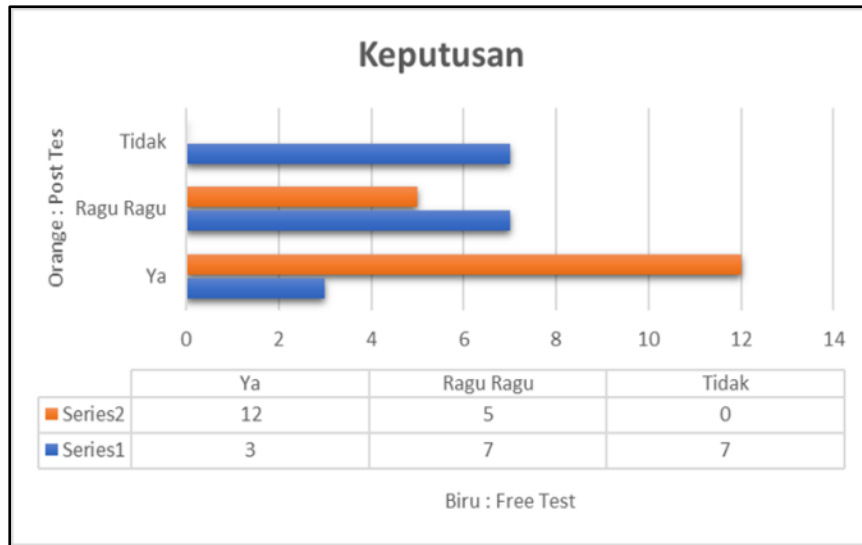 Keputusan
Orange : Post Tes
Tidak
Ragu Ragu
Ya
0 2 4 6 8 10 12 14
Ya Ragu Ragu Tidak
Series2 12 5 0
Series1 3 7 7
Biru : Free Test